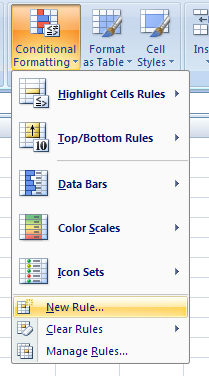 Conditional Formatting
Format as Table
Cell Styles
Ins
Highlight Cells Rules
Top/Bottom Rules
10
Data Bars
Color Scales
Icon Sets
New Rule...
Clear Rules
Manage Rules...